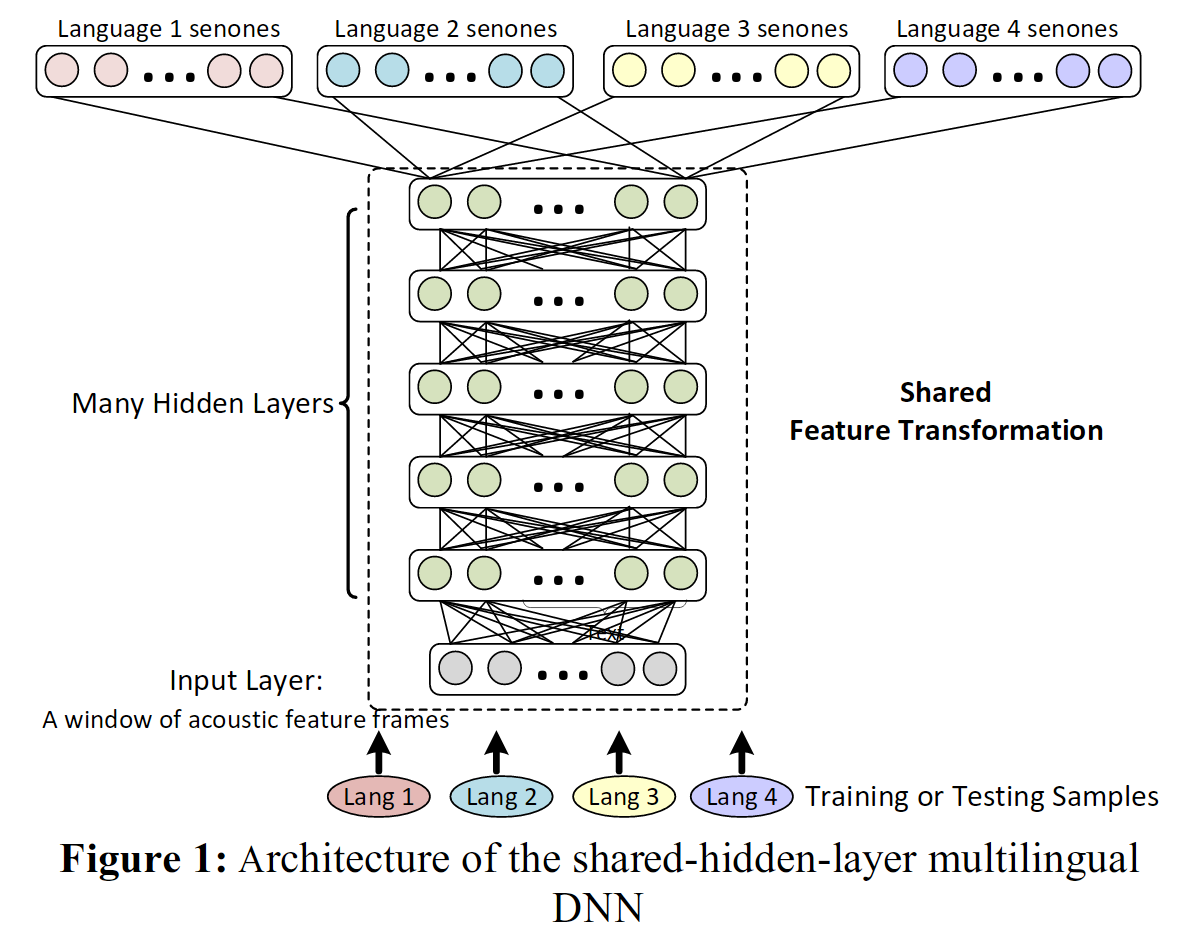 Language 1 senones Language 2 senones Language 3 senones Language 4 senones
Many Hidden Layers
Shared
Feature Transformation
Text
Input Layer:
A window of acoustic feature frames
Lang 1 Lang 2 Lang 3 Lang 4 Training or Testing Samples
Figure 1: Architecture of the shared-hidden-layer multilingual
DNN